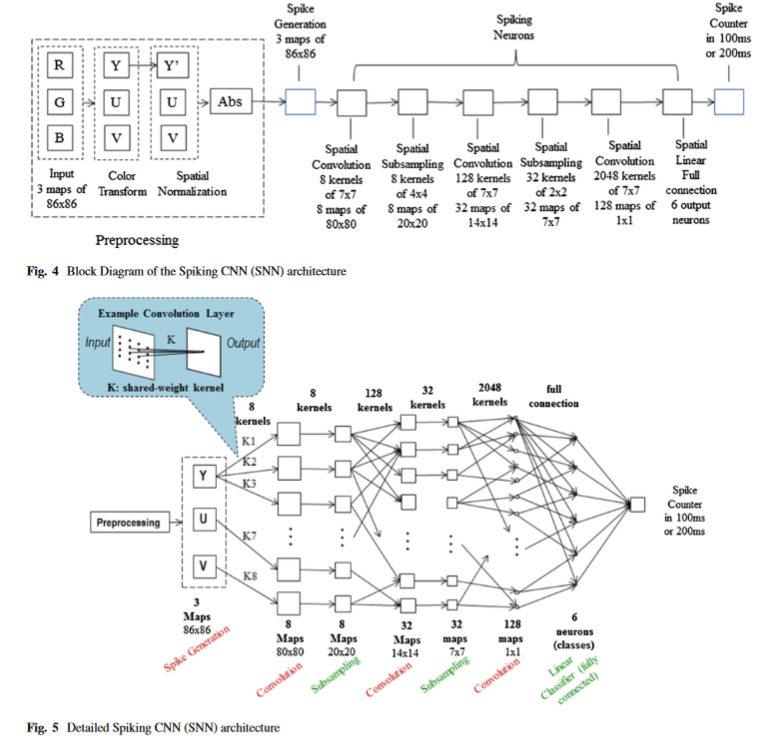 Spike
Generation
3 maps of
86x86
Spiking
Neurons
Spike
Counter
in 100ms
or 200ms
R
G
B
Y
U
V
Y'
U
V
Abs
Input
3 maps of
86x86
Color
Transform
Spatial
Normalization
Preprocessing
Spatial
Convolution
8 kernels
of 7x7
8 maps of
80x80
Spatial
Subsampling
8 kernels
of 4x4
8 maps of
20x20
Spatial
Convolution
128 kernels
of 7x7
32 maps of
14x14
Spatial
Subsampling
32 kernels
of 2x2
32 maps of
7x7
Spatial
Convolution
2048 kernels
of 7x7
128 maps of
1x1
Spatial
Linear
Full
connection
6 output
neurons
Fig. 4 Block Diagram of the Spiking CNN (SNN) architecture
Example Convolution Layer
Input
K
Output
K: shared-weight kernel
8
kernels
8
kernels
128
kernels
32
kernels
2048
kernels
full
connection
K1
K2
K3
K7
K8
Preprocessing
Y
U
V
3
Maps
86x86
Spike Generation
8
Maps
80x80
Convolution
8
Maps
20x20
Subsampling
32
Maps
14x14
Convolution
32
maps
7x7
Subsampling
128
maps
1x1
Convolution
6
neurons
(classes)
Linear
Classifier (fully
connected)
Spike
Counter
in 100ms
or 200ms
Fig. 5 Detailed Spiking CNN (SNN) architecture